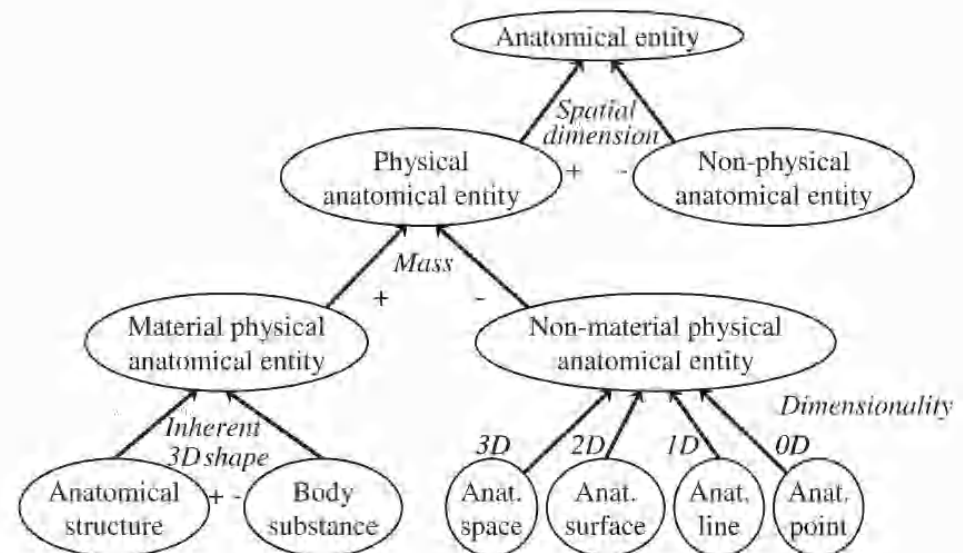 Anatomical entity
Spatial
dimension
Physical
anatomical entity
+ -
Non-physical
anatomical entity
Mass
+ -
Material physical
anatomical entity
Non-material physical
anatomical entity
Dimensionality
Inherent
3D shape
3D 2D 1D 0D
Anatomical
structure
+ -
Body
substance
Anat.
space
Anat.
surface
Anat.
line
Anat.
point